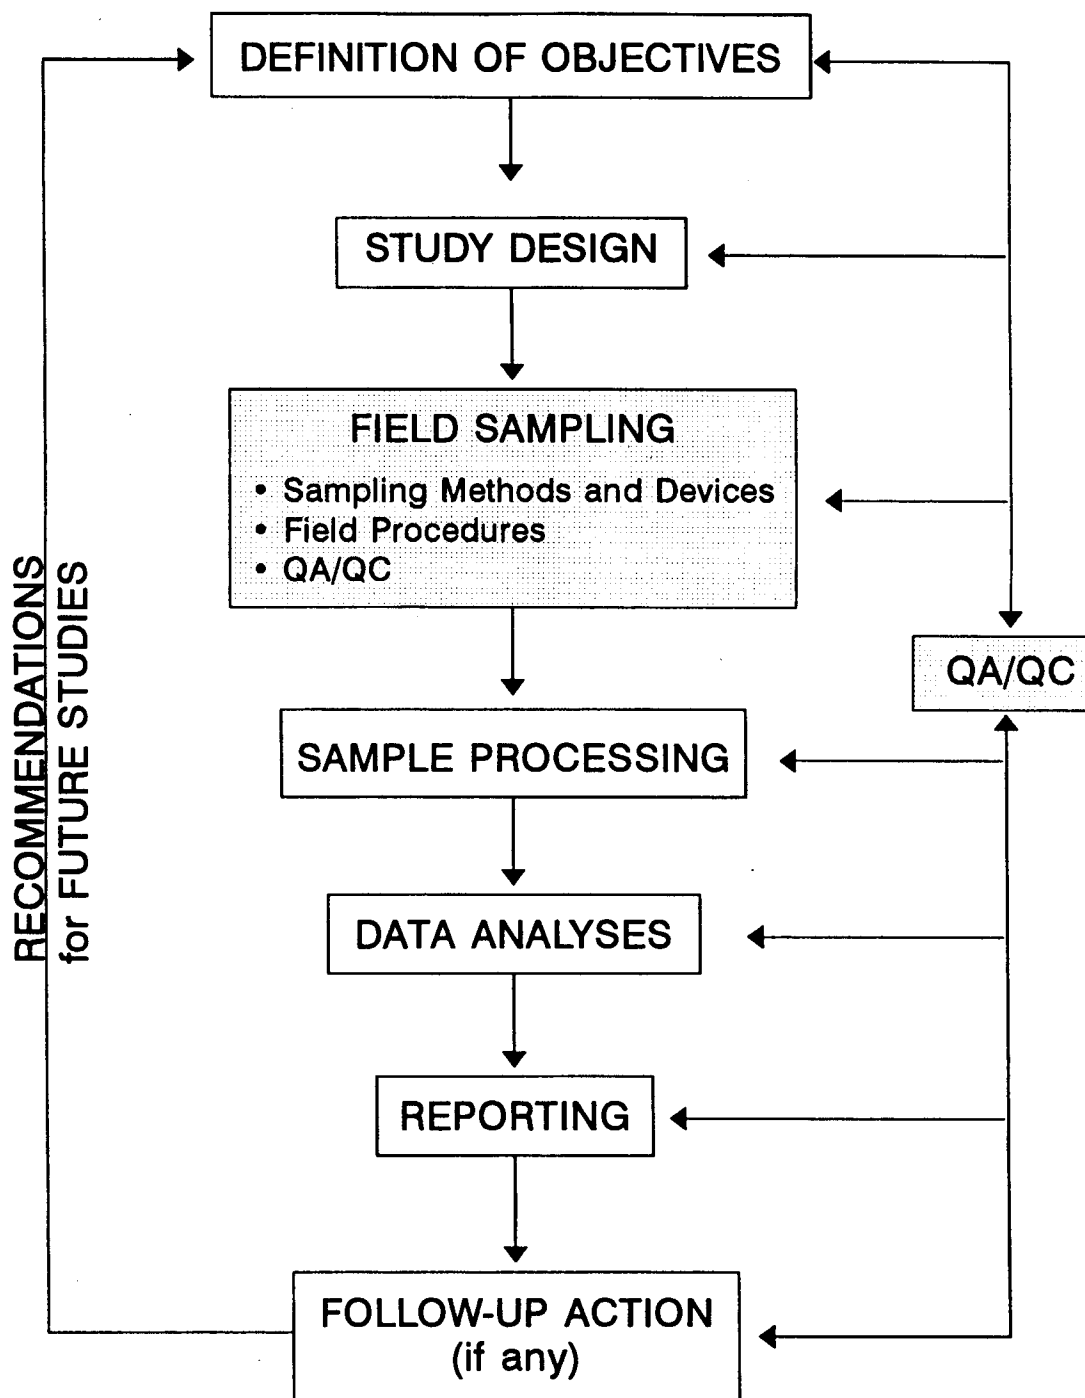 DEFINITION OF OBJECTIVES
STUDY DESIGN
FIELD SAMPLING
• Sampling Methods and Devices
• Field Procedures
• QA/QC
QA/QC
SAMPLE PROCESSING
DATA ANALYSES
REPORTING
FOLLOW-UP ACTION
(if any)
RECOMMENDATIONS
for FUTURE STUDIES